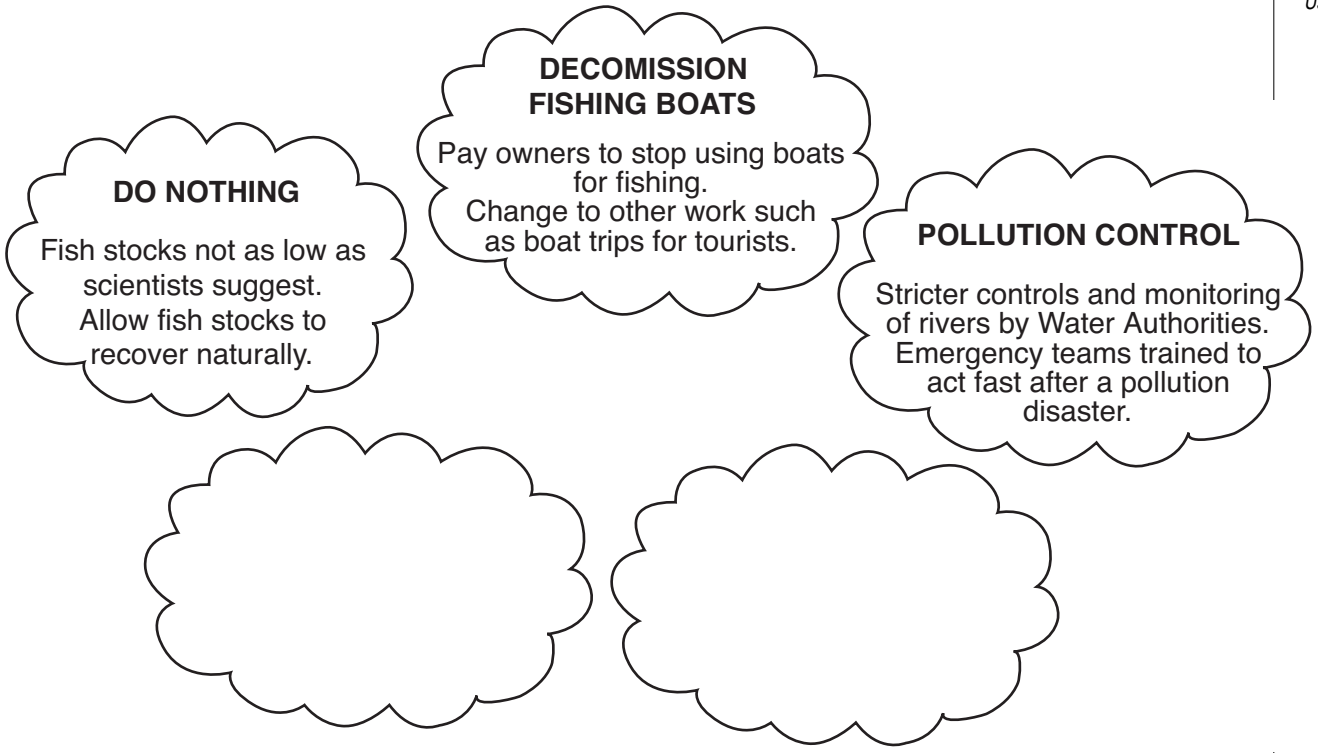 DECOMISSION
FISHING BOATS
Pay owners to stop using boats
for fishing.
Change to other work such
as boat trips for tourists.
DO NOTHING
Fish stocks not as low as
scientists suggest.
Allow fish stocks to
recover naturally.
POLLUTION CONTROL
Stricter controls and monitoring
of rivers by Water Authorities.
Emergency teams trained to
act fast after a pollution
disaster.